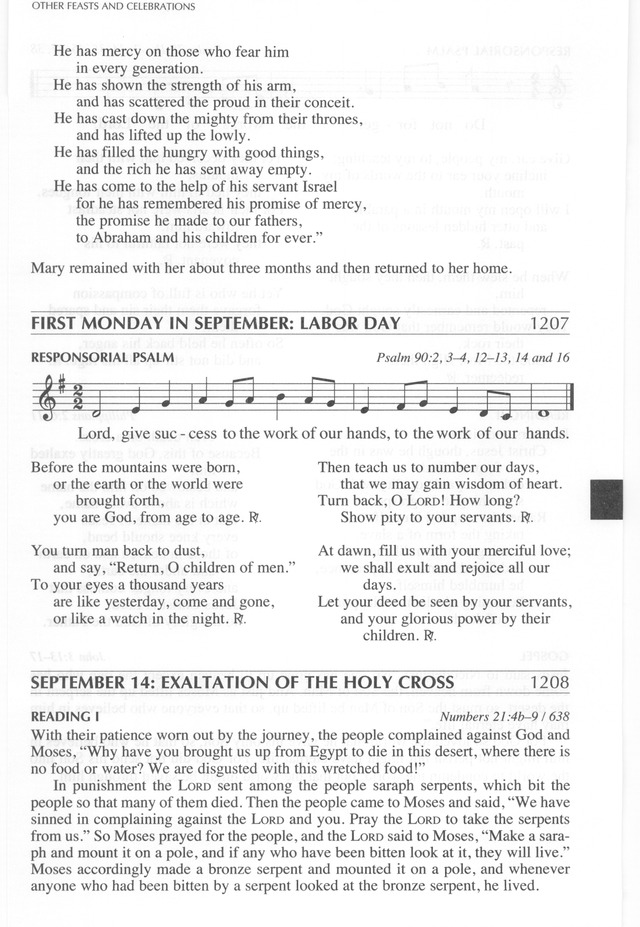 OTHER FEASTS AND CELEBRATIONS
He has mercy on those who fear him
in every generation.
He has shown the strength of his arm,
and has scattered the proud in their conceit.
He has cast down the mighty from their thrones,
and has lifted up the lowly.
He has filled the hungry with good things,
and the rich he has sent away empty.
He has come to the help of his servant Israel
for he has remembered his promise of mercy,
the promise he made to our fathers,
to Abraham and his children for ever.”
Mary remained with her about three months and then returned to her home.
FIRST MONDAY IN SEPTEMBER: LABOR DAY 1207
RESPONSORIAL PSALM Psalm 90:2, 3–4, 12–13, 14 and 16
Lord, give suc - cess to the work of our hands, to the work of our hands.
Before the mountains were born,
or the earth or the world were
brought forth,
you are God, from age to age. ℟.
You turn man back to dust,
and say, “Return, O children of men.”
To your eyes a thousand years
are like yesterday, come and gone,
or like a watch in the night. ℟.
Then teach us to number our days,
that we may gain wisdom of heart.
Turn back, O LORD! How long?
Show pity to your servants. ℟.
At dawn, fill us with your merciful love;
we shall exult and rejoice all our
days.
Let your deed be seen by your servants,
and your glorious power by their
children. ℟.
SEPTEMBER 14: EXALTATION OF THE HOLY CROSS 1208
READING I Numbers 21:4b–9 / 638
With their patience worn out by the journey, the people complained against God and
Moses, “Why have you brought us up from Egypt to die in this desert, where there is
no food or water? We are disgusted with this wretched food!”
In punishment the LORD sent among the people saraph serpents, which bit the
people so that many of them died. Then the people came to Moses and said, “We have
sinned in complaining against the LORD and you. Pray the LORD to take the serpents
from us.” So Moses prayed for the people, and the LORD said to Moses, “Make a sara-
ph and mount it on a pole, and if any who have been bitten look at it, they will live.”
Moses accordingly made a bronze serpent and mounted it on a pole, and whenever
anyone who had been bitten by a serpent looked at the bronze serpent, he lived.